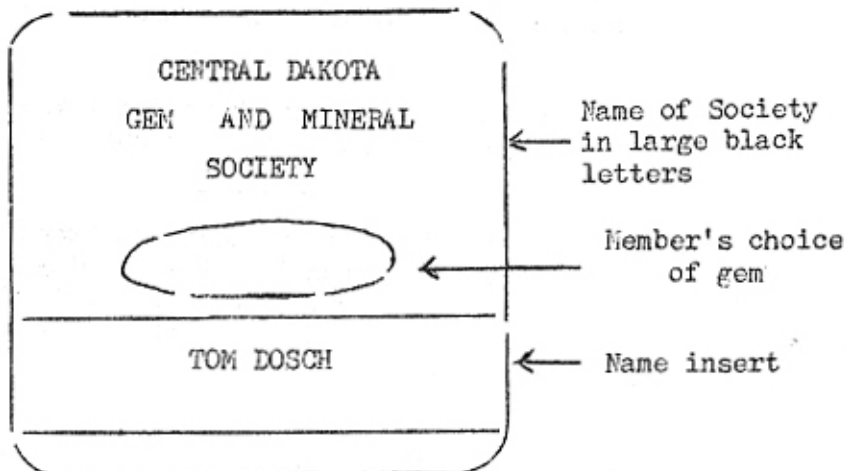 CENTRAL DAKOTA
GEM AND MINERAL
SOCIETY
Name of Society
in large black
letters
Member's choice
of gem
TOM DOSCH
Name insert